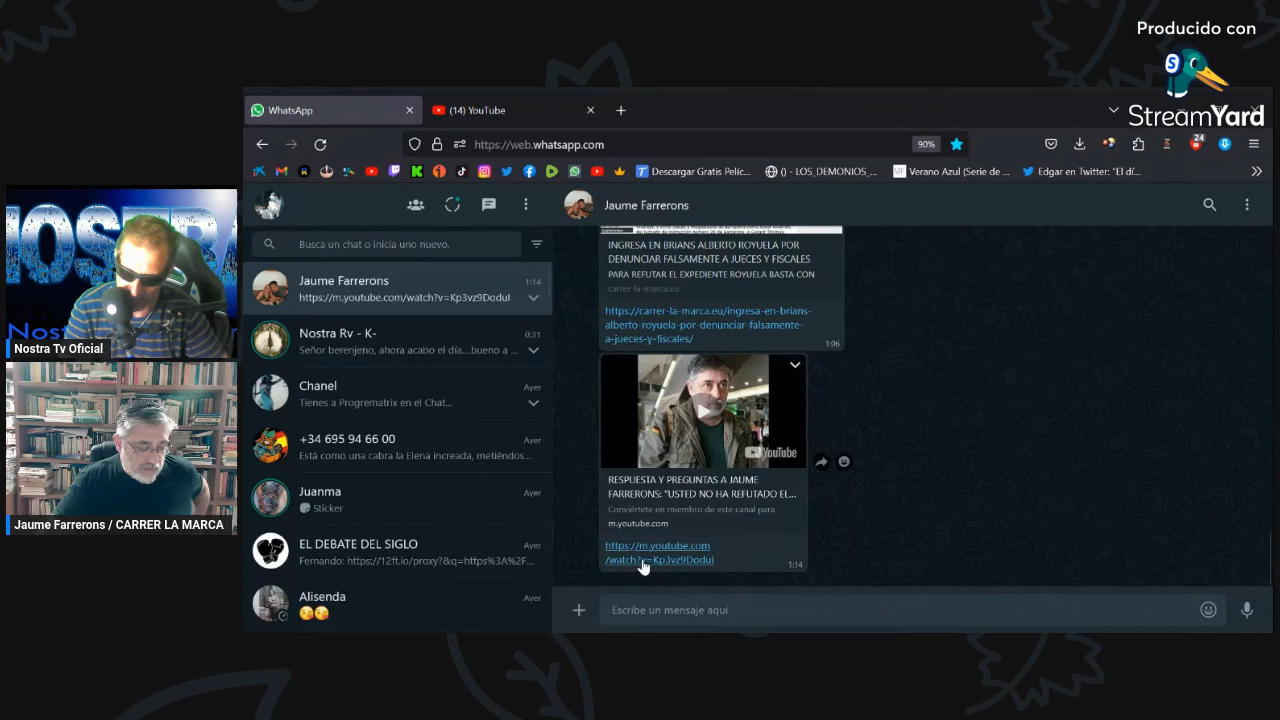 Producido con
S
StreamYard
WhatsApp
(14) YouTube
https://web.whatsapp.com
90%
24
Descargar Gratis Pelíc...
() - LOS_DEMONIOS_...
Verano Azul (Serie de ...
Edgar en Twitter: "El dí...
Busca un chat o inicia uno nuevo.
Jaume Farrerons
1:14
https://m.youtube.com/watch?v=Kp3vz9DoduI
Nostra Rv - K-
0:31
Señor berenjeno, ahora acabo el día....bueno a ...
Chanel
Ayer
Tienes a Progrematrix en el Chat...
+34 695 94 66 00
Ayer
Está como una cabra la Elena increada, metiéndos...
Juanma
Ayer
Sticker
EL DEBATE DEL SIGLO
Ayer
Fernando: https://12ft.io/proxy?&q=https%3A%2F...
Alisenda
Ayer
Jaume Farrerons
INGRESA EN BRIANS ALBERTO ROYUELA POR
DENUNCIAR FALSAMENTE A JUECES Y FISCALES
PARA REFUTAR EL EXPEDIENTE ROYUELA BASTA CON
carrer-la-marca.eu
https://carrer-la-marca.eu/ingresa-en-brians-
alberto-royuela-por-denunciar-falsamente-
a-jueces-y-fiscales/
1:06
YouTube
RESPUESTA Y PREGUNTAS A JAUME
FARRERONS: "USTED NO HA REFUTADO EL...
Conviértete en miembro de este canal para
m.youtube.com
https://m.youtube.com
/watch?v=Kp3vz9DoduI
1:14
Escribe un mensaje aquí
Nostra Tv Oficial
Jaume Farrerons / CARRER LA MARCA